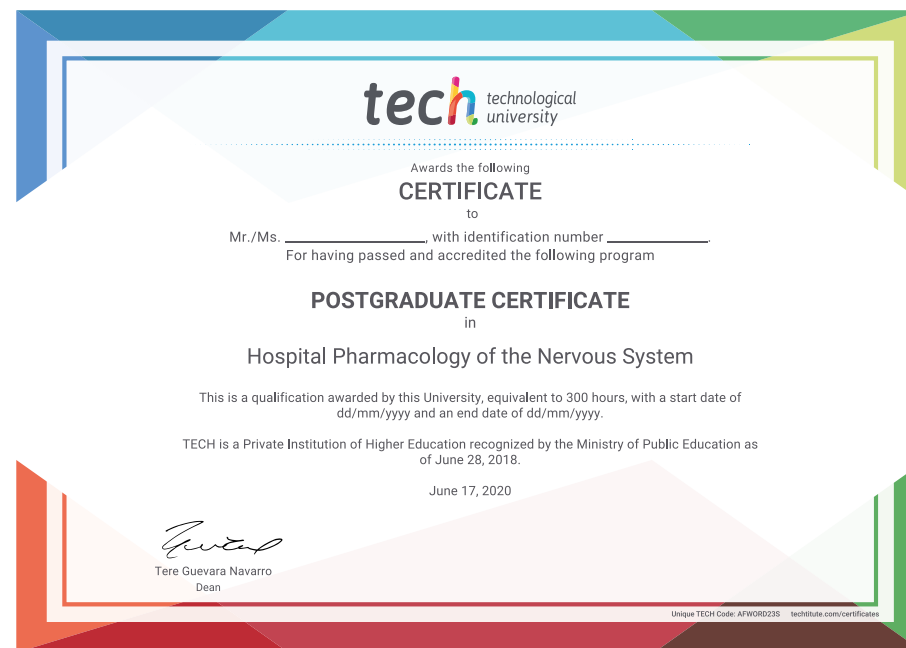 tech technological
university
Awards the following
CERTIFICATE
to
Mr./Ms. ____________________, with identification number ______________.
For having passed and accredited the following program
POSTGRADUATE CERTIFICATE
in
Hospital Pharmacology of the Nervous System
This is a qualification awarded by this University, equivalent to 300 hours, with a start date of
dd/mm/yyyy and an end date of dd/mm/yyyy.
TECH is a Private Institution of Higher Education recognized by the Ministry of Public Education as
of June 28, 2018.
June 17, 2020
Tere Guevara Navarro
Dean
Unique TECH Code: AFWORD23S techtitute.com/certificates